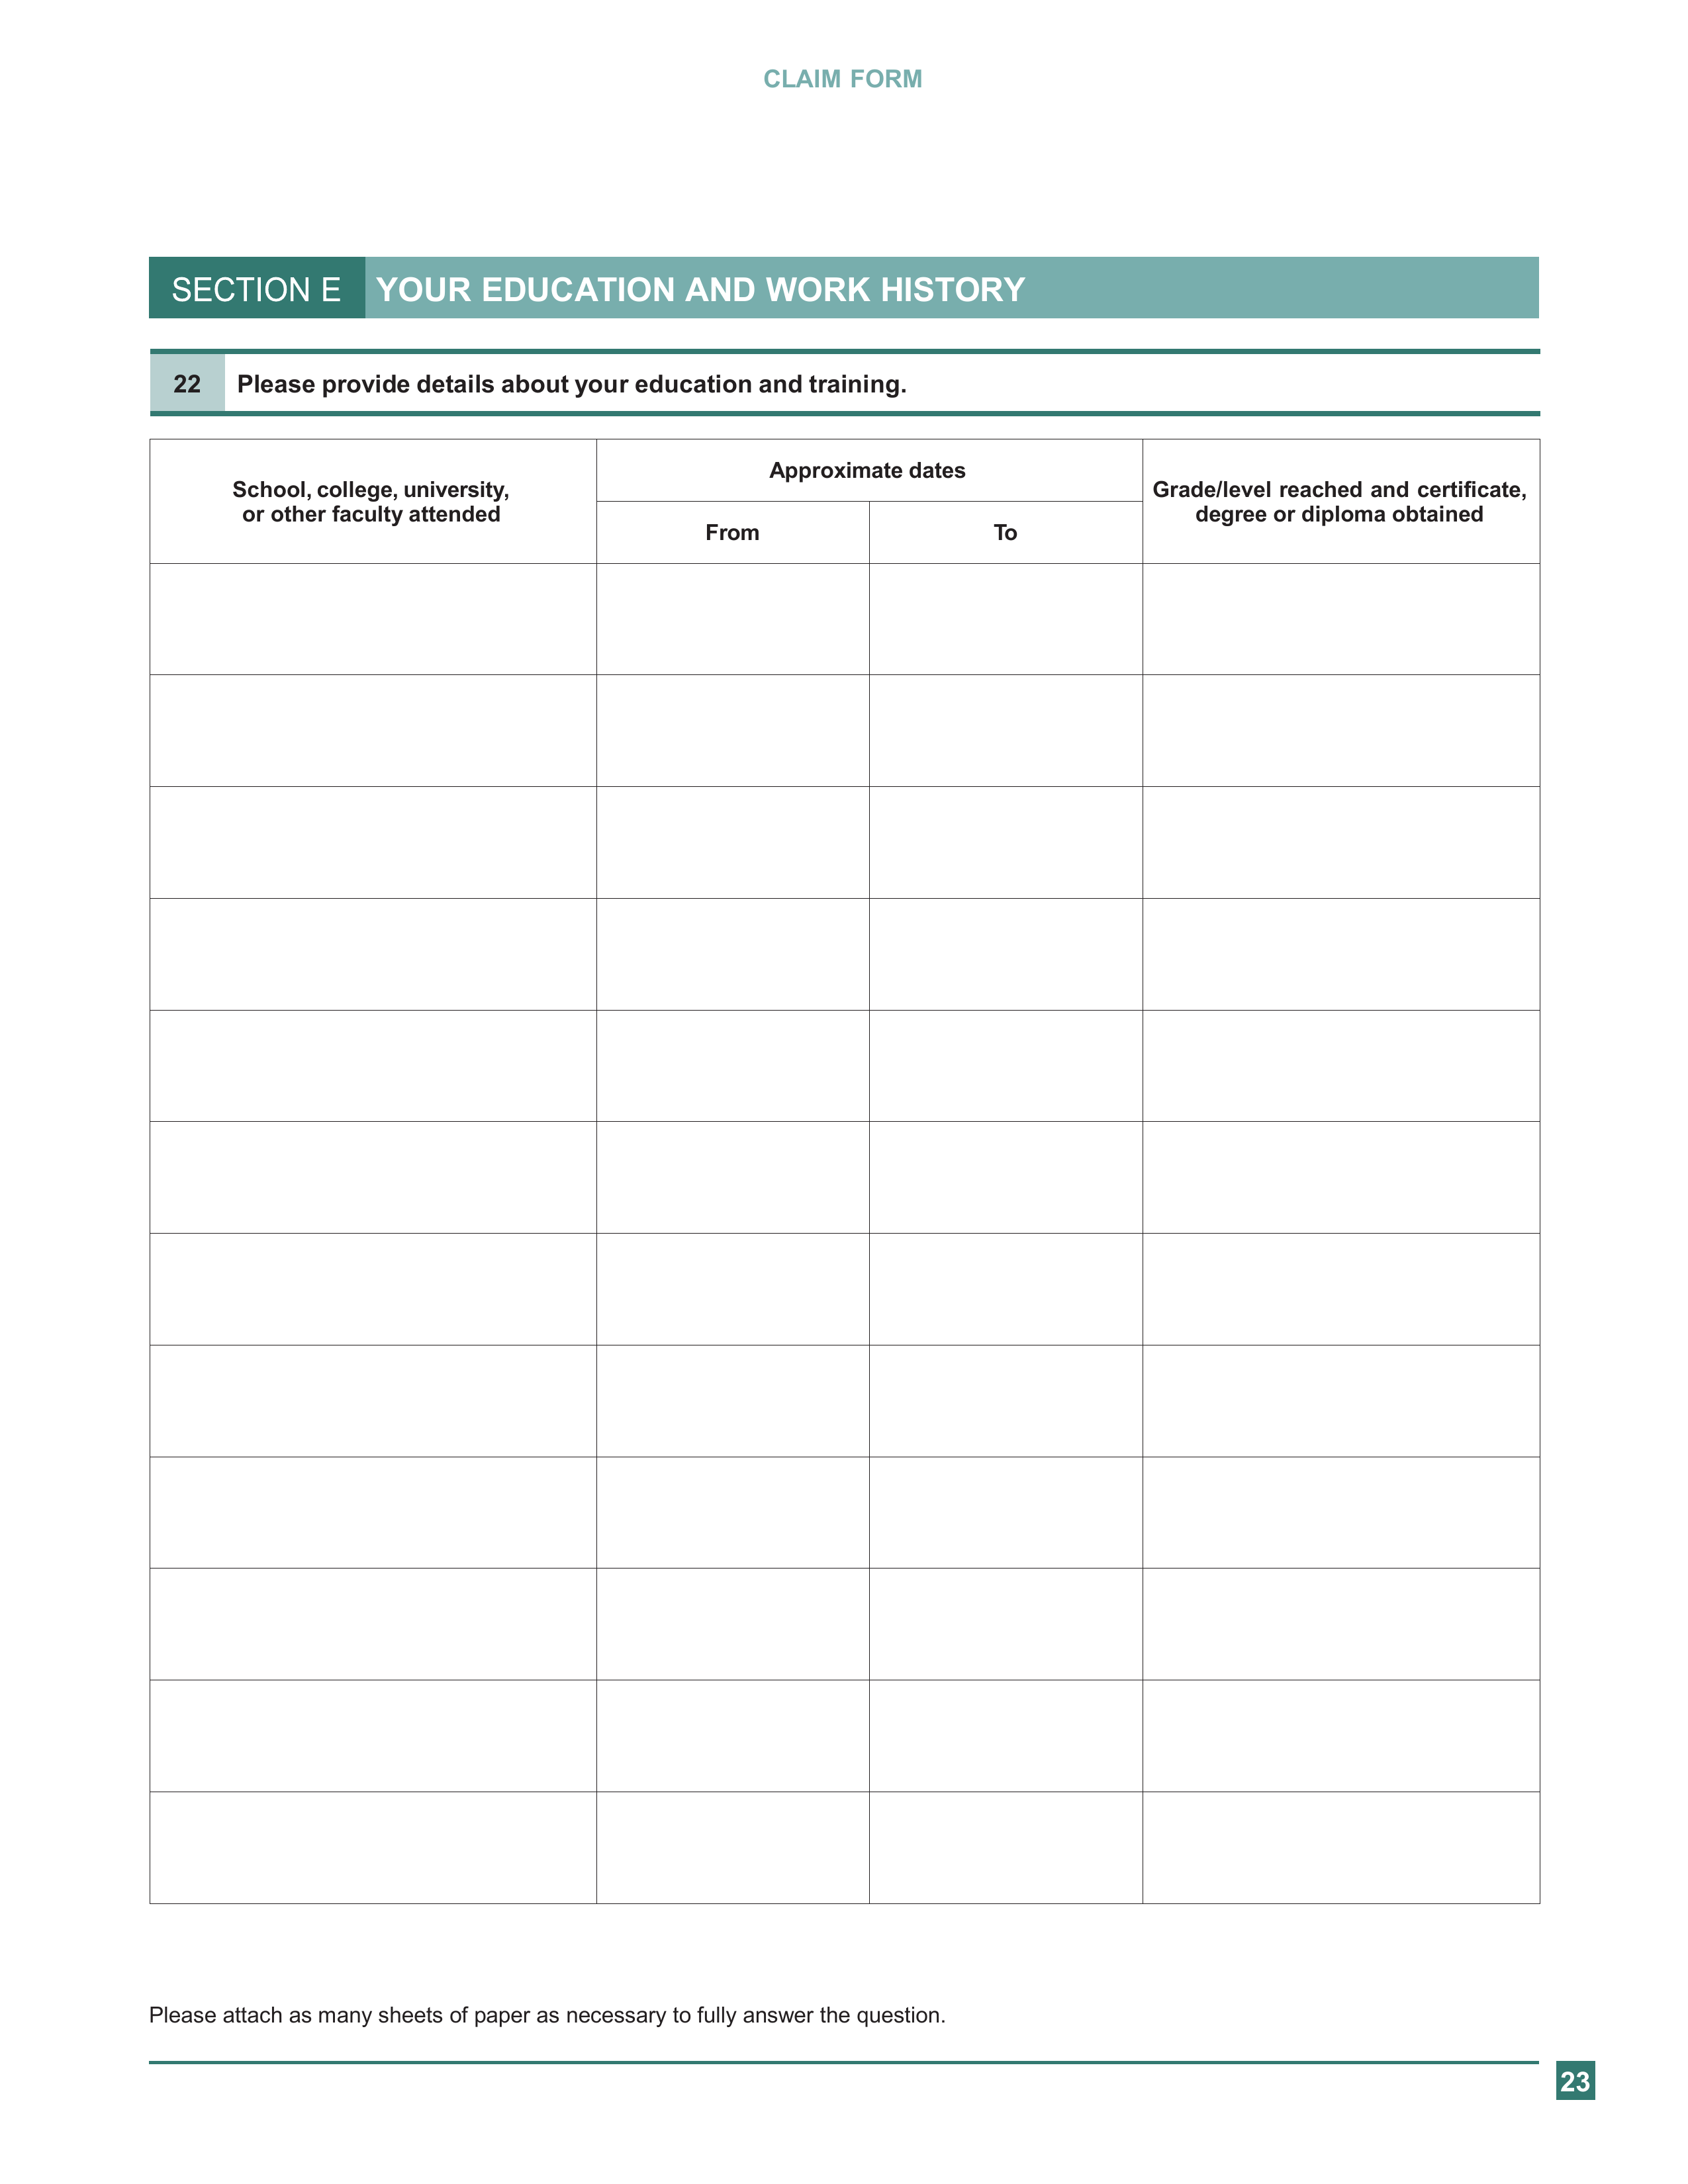 CLAIM FORM
SECTION E YOUR EDUCATION AND WORK HISTORY
22 Please provide details about your education and training.
School, college, university,
or other faculty attended
Approximate dates
From To
Grade/level reached and certificate,
degree or diploma obtained
Please attach as many sheets of paper as necessary to fully answer the question.
23